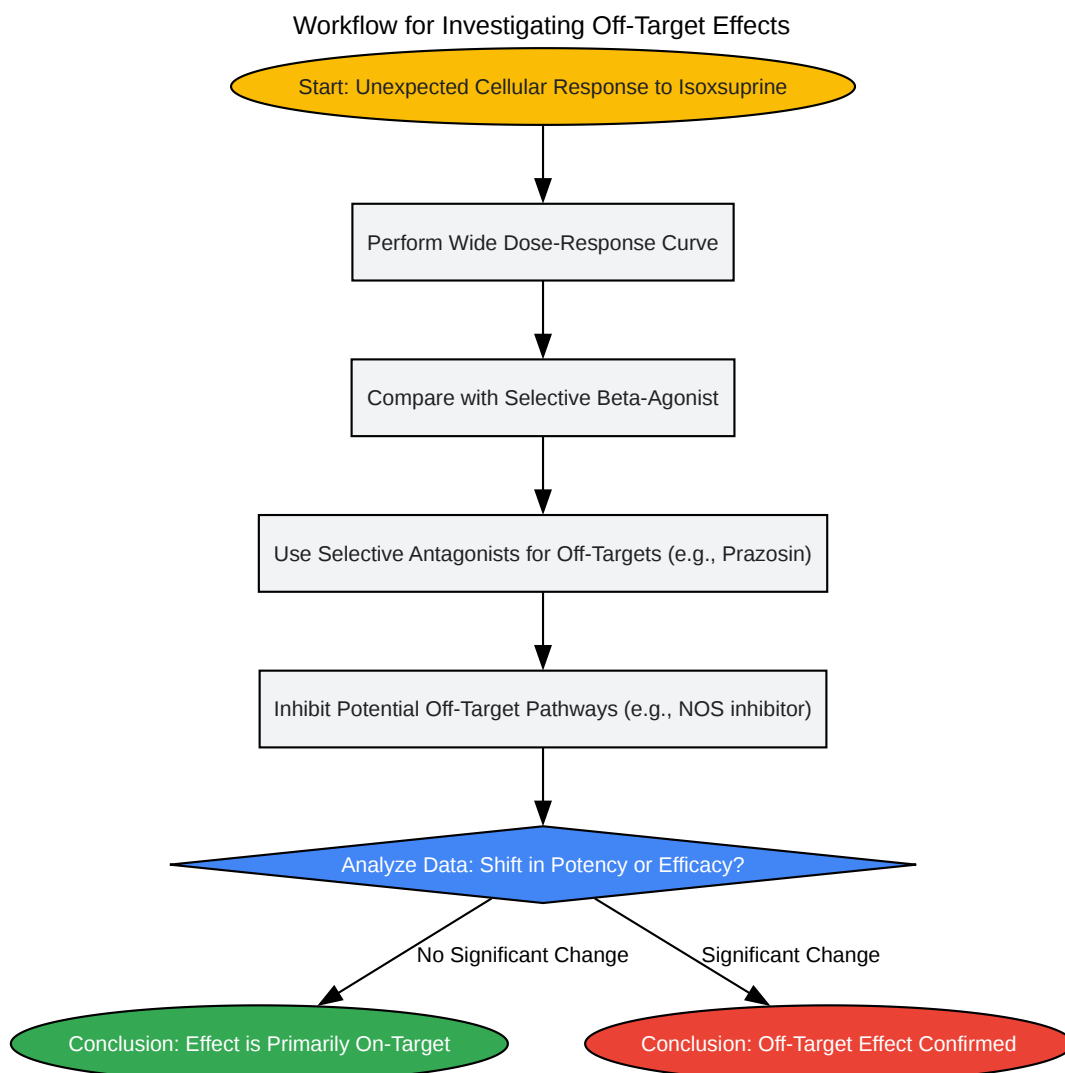 Workflow for Investigating Off-Target Effects
Start: Unexpected Cellular Response to Isoxsuprine
Perform Wide Dose-Response Curve
Compare with Selective Beta-Agonist
Use Selective Antagonists for Off-Targets (e.g., Prazosin)
Inhibit Potential Off-Target Pathways (e.g., NOS inhibitor)
Analyze Data: Shift in Potency or Efficacy?
No Significant Change
Significant Change
Conclusion: Effect is Primarily On-Target
Conclusion: Off-Target Effect Confirmed